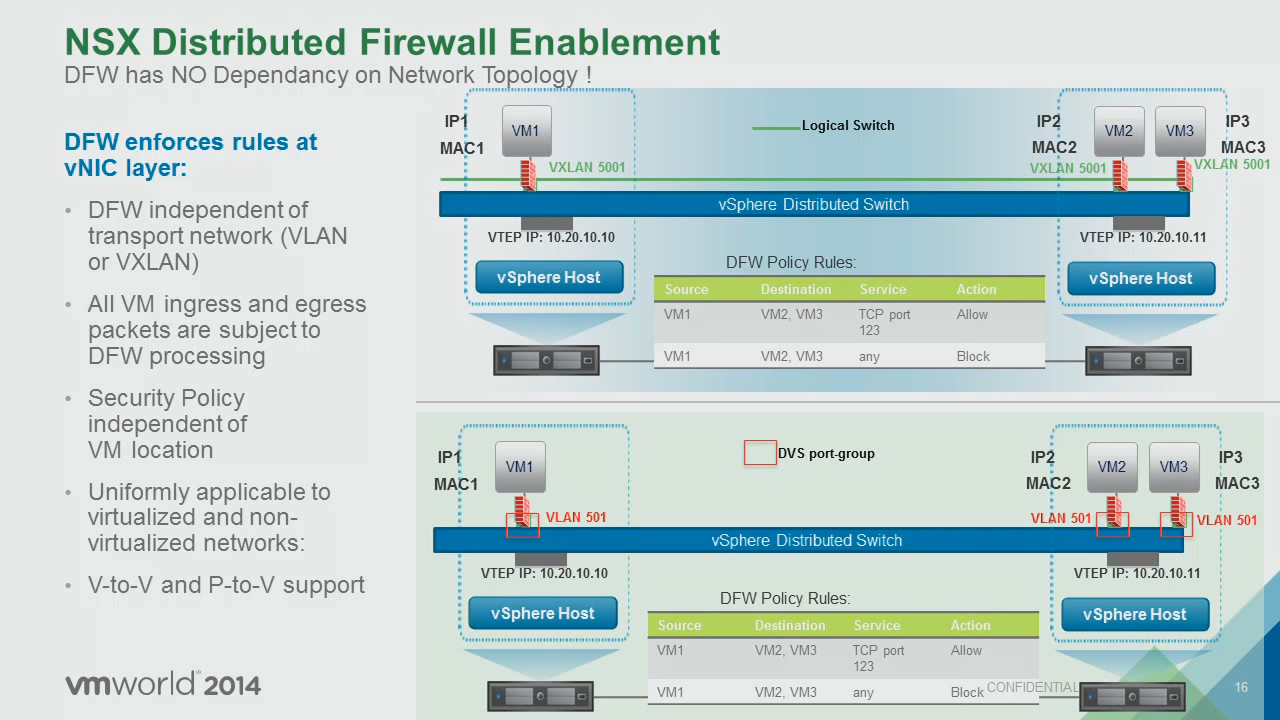 NSX Distributed Firewall Enablement
DFW has NO Dependancy on Network Topology !
DFW enforces rules at
vNIC layer:
• DFW independent of
transport network (VLAN
or VXLAN)
• All VM ingress and egress
packets are subject to
DFW processing
• Security Policy
independent of
VM location
• Uniformly applicable to
virtualized and non-
virtualized networks:
• V-to-V and P-to-V support
IP1
MAC1
VM1
VXLAN 5001
Logical Switch
IP2
MAC2
VXLAN 5001
VM2
VM3
IP3
MAC3
VXLAN 5001
vSphere Distributed Switch
VTEP IP: 10.20.10.10
VTEP IP: 10.20.10.11
vSphere Host
vSphere Host
DFW Policy Rules:
Source Destination Service Action
VM1 VM2, VM3 TCP port Allow
123
VM1 VM2, VM3 any Block
IP1
MAC1
VM1
VLAN 501
DVS port-group
IP2
MAC2
VLAN 501
VM2
VM3
IP3
MAC3
VLAN 501
vSphere Distributed Switch
VTEP IP: 10.20.10.10
VTEP IP: 10.20.10.11
vSphere Host
vSphere Host
DFW Policy Rules:
Source Destination Service Action
VM1 VM2, VM3 TCP port Allow
123
VM1 VM2, VM3 any Block
vmworld® 2014
CONFIDENTIAL
16